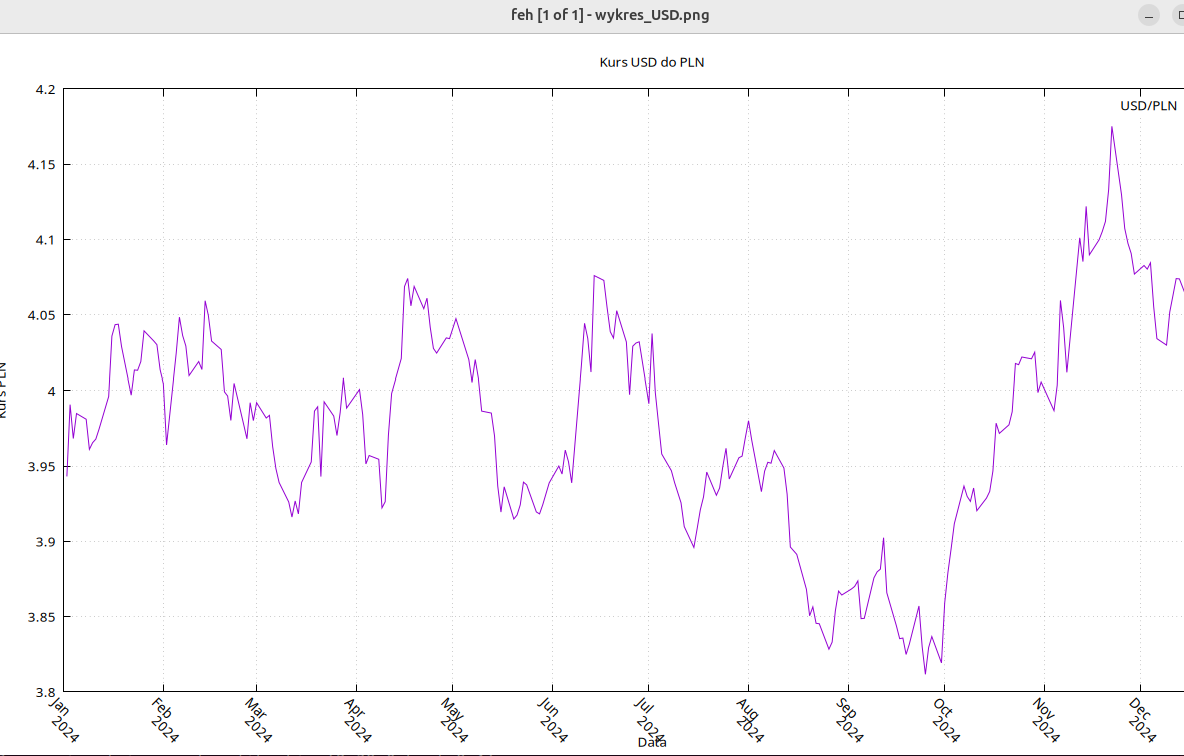 feh [1 of 1] - wykres_USD.png
Kurs USD do PLN
USD/PLN
4.2
4.15
4.1
4.05
4
3.95
3.9
3.85
3.8
Kurs PLN
Jan 2024
Feb 2024
Mar 2024
Apr 2024
May 2024
Jun 2024
Jul 2024
Aug 2024
Sep 2024
Oct 2024
Nov 2024
Dec 2024
Data